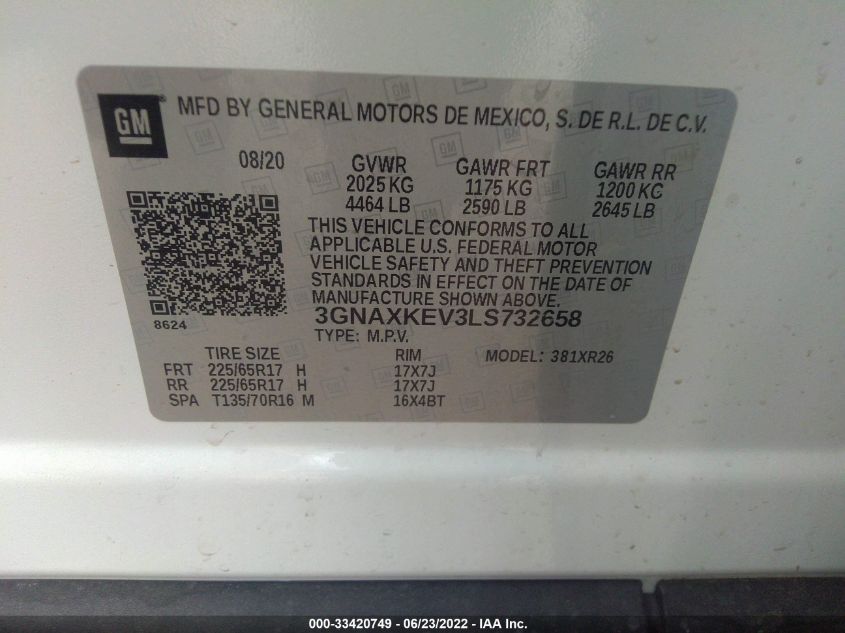 GM MFD BY GENERAL MOTORS DE MEXICO, S. DE R.L. DE C.V.
08/20 GVWR GAWR FRT GAWR RR
2025 KG 1175 KG 1200 KG
4464 LB 2590 LB 2645 LB
THIS VEHICLE CONFORMS TO ALL
APPLICABLE U.S. FEDERAL MOTOR
VEHICLE SAFETY AND THEFT PREVENTION
STANDARDS IN EFFECT ON THE DATE OF
MANUFACTURE SHOWN ABOVE.
8624 3GNAXKEV3LS732658
TYPE: M.P.V.
TIRE SIZE RIM MODEL: 381XR26
FRT 225/65R17 H 17X7J
RR 225/65R17 H 17X7J
SPA T135/70R16 M 16X4BT
000-33420749 - 06/23/2022 - IAA Inc.